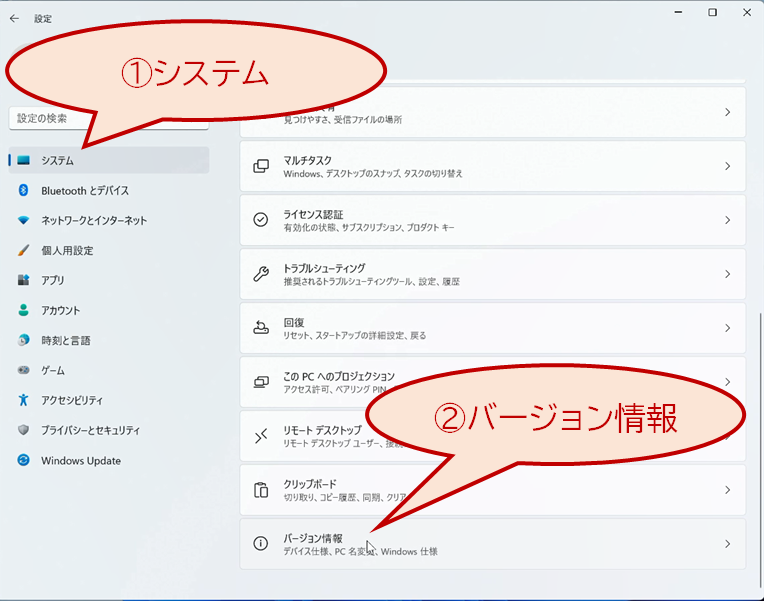 設定
①システム
設定の検索
システム
Bluetooth とデバイス
ネットワークとインターネット
個人用設定
アプリ
アカウント
時刻と言語
ゲーム
アクセシビリティ
プライバシーとセキュリティ
Windows Update
見つけやすさ、受信ファイルの場所
マルチタスク
Windows、デスクトップのスナップ、タスクの切り替え
ライセンス認証
有効化の状態、サブスクリプション、プロダクト キー
トラブルシューティング
推奨されるトラブルシューティングツール、設定、履歴
回復
リセット、スタートアップの詳細設定、戻る
この PC へのプロジェクション
アクセス許可、ペアリング PIN、
②バージョン情報
リモート デスクトップ
リモート デスクトップ ユーザー、接続
クリップボード
切り取り、コピー履歴、同期、クリア
バージョン情報
デバイス仕様、PC 名変更、Windows 仕様